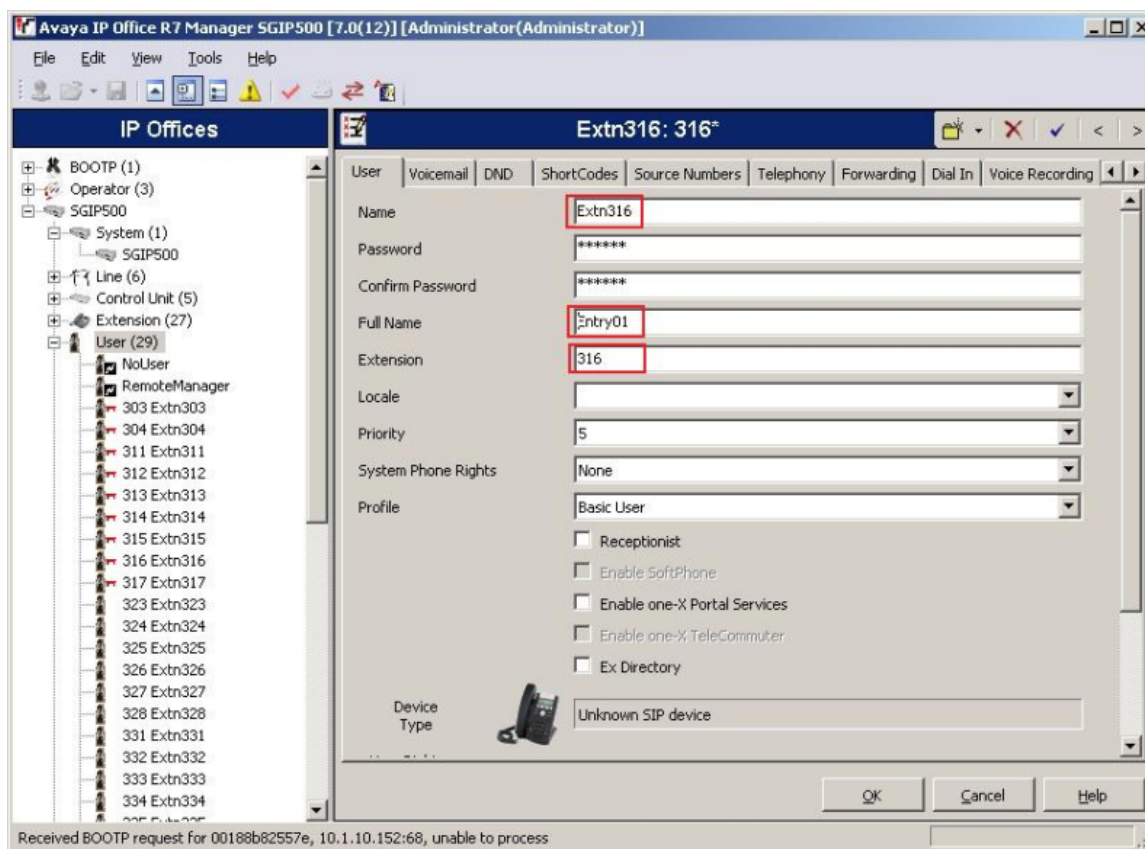 Avaya IP Office R7 Manager SGIP500 [7.0(12)] [Administrator(Administrator)]
File Edit View Tools Help
IP Offices
BOOTP (1)
Operator (3)
SGIP500
System (1)
SGIP500
Line (6)
Control Unit (5)
Extension (27)
User (29)
NoUser
RemoteManager
303 Extn303
304 Extn304
311 Extn311
312 Extn312
313 Extn313
314 Extn314
315 Extn315
316 Extn316
317 Extn317
323 Extn323
324 Extn324
325 Extn325
326 Extn326
327 Extn327
328 Extn328
331 Extn331
332 Extn332
333 Extn333
334 Extn334
Extn316: 316*
User Voicemail DND ShortCodes Source Numbers Telephony Forwarding Dial In Voice Recording
Name Extn316
Password ******
Confirm Password ******
Full Name Entry01
Extension 316
Locale
Priority 5
System Phone Rights None
Profile Basic User
Receptionist
Enable SoftPhone
Enable one-X Portal Services
Enable one-X TeleCommuter
Ex Directory
Device Type Unknown SIP device
OK Cancel Help
Received BOOTP request for 00188b82557e, 10.1.10.152:68, unable to process